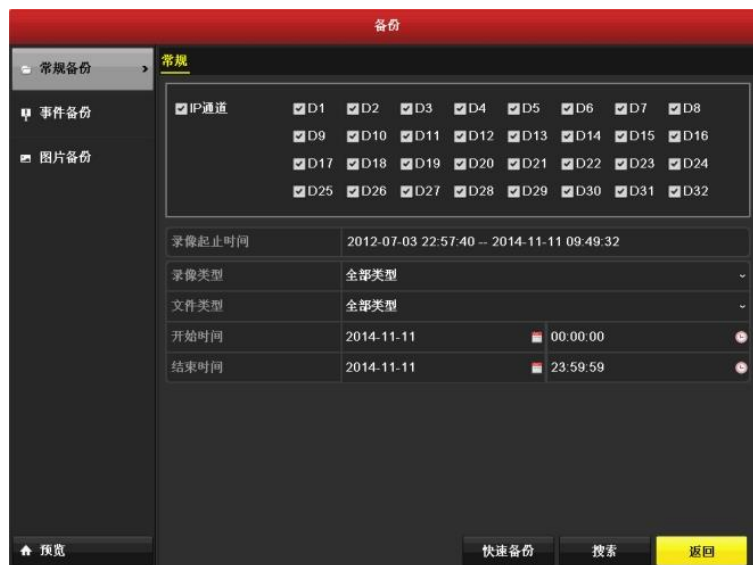 备份
常规备份
事件备份
图片备份
常规
IP通道 D1 D2 D3 D4 D5 D6 D7 D8
D9 D10 D11 D12 D13 D14 D15 D16
D17 D18 D19 D20 D21 D22 D23 D24
D25 D26 D27 D28 D29 D30 D31 D32
录像起止时间 2012-07-03 22:57:40 -- 2014-11-11 09:49:32
录像类型 全部类型
文件类型 全部类型
开始时间 2014-11-11 00:00:00
结束时间 2014-11-11 23:59:59
预览 快速备份 搜索 返回